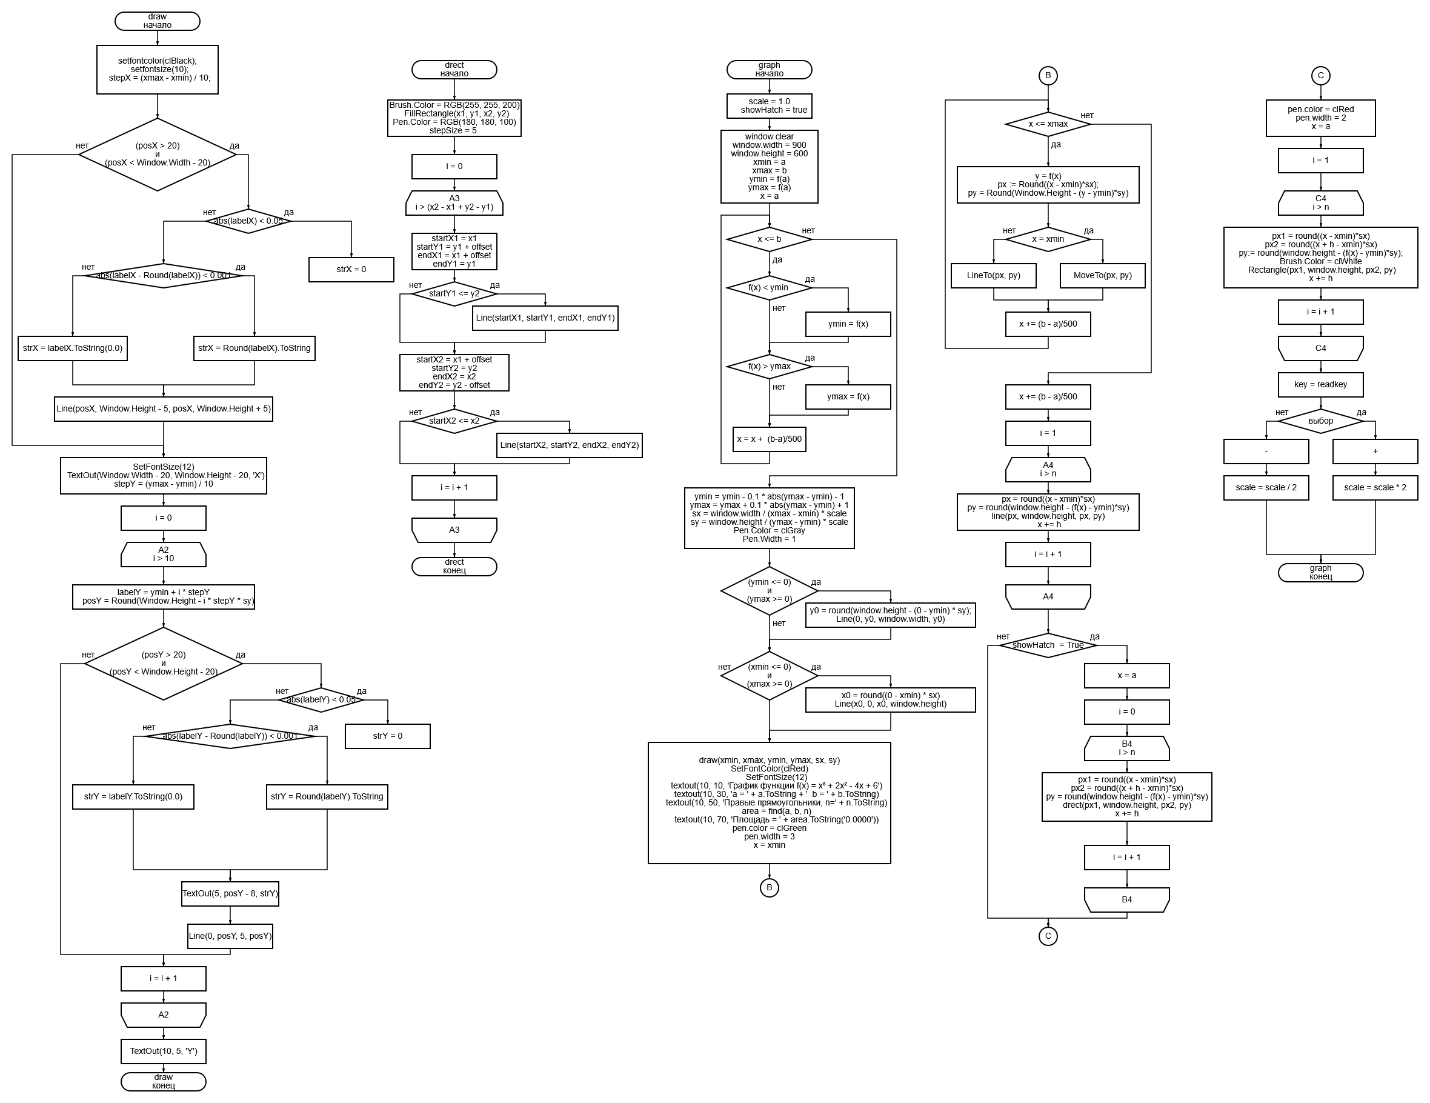 draw
начало
setfontcolor(clBlack);
setfontsize(10);
stepX = (xmax - xmin) / 10;
(posX > 20)
и
(posX < Window.Width - 20)
нет
да
abs(labelX) < 0.05
нет
да
strX = 0
abs(labelX - Round(labelX)) < 0.001
нет
да
strX = labelX.ToString(0.0)
strX = Round(labelX).ToString
Line(posX, Window.Height - 5, posX, Window.Height + 5)
SetFontSize(12)
TextOut(Window.Width - 20, Window.Height - 20, 'X')
stepY = (ymax - ymin) / 10
i = 0
A2
i > 10
labelY = ymin + i * stepY
posY = Round(Window.Height - i * stepY * sy)
(posY > 20)
и
(posY < Window.Height - 20)
нет
да
abs(labelY) < 0.05
нет
да
strY = 0
abs(labelY - Round(labelY)) < 0.001
нет
да
strY = labelY.ToString(0.0)
strY = Round(labelY).ToString
TextOut(5, posY - 8, strY)
Line(0, posY, 5, posY)
i = i + 1
A2
TextOut(10, 5, 'Y')
draw
конец
drect
начало
Brush.Color = RGB(255, 255, 200)
FillRectangle(x1, y1, x2, y2)
Pen.Color = RGB(180, 180, 100)
stepSize = 5
i = 0
A3
i > (x2 - x1 + y2 - y1)
startX1 = x1
startY1 = y1 + offset
endX1 = x1 + offset
endY1 = y1
startY1 <= y2
нет
да
Line(startX1, startY1, endX1, endY1)
startX2 = x1 + offset
startY2 = y2
endX2 = x2
endY2 = y2 - offset
startX2 <= x2
нет
да
Line(startX2, startY2, endX2, endY2)
i = i + 1
A3
drect
конец
graph
начало
scale = 1.0
showHatch = true
window.clear
window.width = 900
window.height = 600
xmin = a
xmax = b
ymin = f(a)
ymax = f(a)
x = a
x <= b
нет
да
f(x) < ymin
да
нет
ymin = f(x)
f(x) > ymax
да
нет
ymax = f(x)
x = x + (b-a)/500
ymin = ymin - 0.1 * abs(ymax - ymin) - 1
ymax = ymax + 0.1 * abs(ymax - ymin) + 1
sx = window.width / (xmax - xmin) * scale
sy = window.height / (ymax - ymin) * scale
Pen.Color = clGray
Pen.Width = 1
(ymin <= 0)
и
(ymax >= 0)
да
нет
y0 = round(window.height - (0 - ymin) * sy);
Line(0, y0, window.width, y0)
(xmin <= 0)
и
(xmax >= 0)
нет
да
x0 = round((0 - xmin) * sx)
Line(x0, 0, x0, window.height)
draw(xmin, xmax, ymin, ymax, sx, sy)
SetFontColor(clRed)
SetFontSize(12)
textout(10, 10, 'График функции f(x) = x³ + 2x² - 4x + 6')
textout(10, 30, 'a = ' + a.ToString + ' b = ' + b.ToString)
textout(10, 50, 'Правые прямоугольники, n=' + n.ToString)
area = find(a, b, n)
textout(10, 70, 'Площадь = ' + area.ToString('0.0000'))
pen.color = clGreen
pen.width = 3
x = xmin
B
B
x <= xmax
нет
да
y = f(x)
px := Round((x - xmin)*sx);
py = Round(Window.Height - (y - ymin)*sy)
x = xmin
нет
да
LineTo(px, py)
MoveTo(px, py)
x += (b - a)/500
x += (b - a)/500
i = 1
A4
i > n
px = round((x - xmin)*sx)
py = round(window.height - (f(x) - ymin)*sy)
line(px, window.height, px, py)
x += h
i = i + 1
A4
showHatch = True
нет
да
x = a
i = 0
B4
i > n
px1 = round((x - xmin)*sx)
px2 = round((x + h - xmin)*sx)
py = round(window.height - (f(x) - ymin)*sy)
drect(px1, window.height, px2, py)
x += h
i = i + 1
B4
C
C
pen.color = clRed
pen.width = 2
x = a
i = 1
C4
i > n
px1 = round((x - xmin)*sx)
px2 = round((x + h - xmin)*sx)
py:= round(window.height - (f(x) - ymin)*sy);
Brush.Color = clWhite
Rectangle(px1, window.height, px2, py)
x += h
i = i + 1
C4
key = readkey
выбор
нет
да
-
+
scale = scale / 2
scale = scale * 2
graph
конец